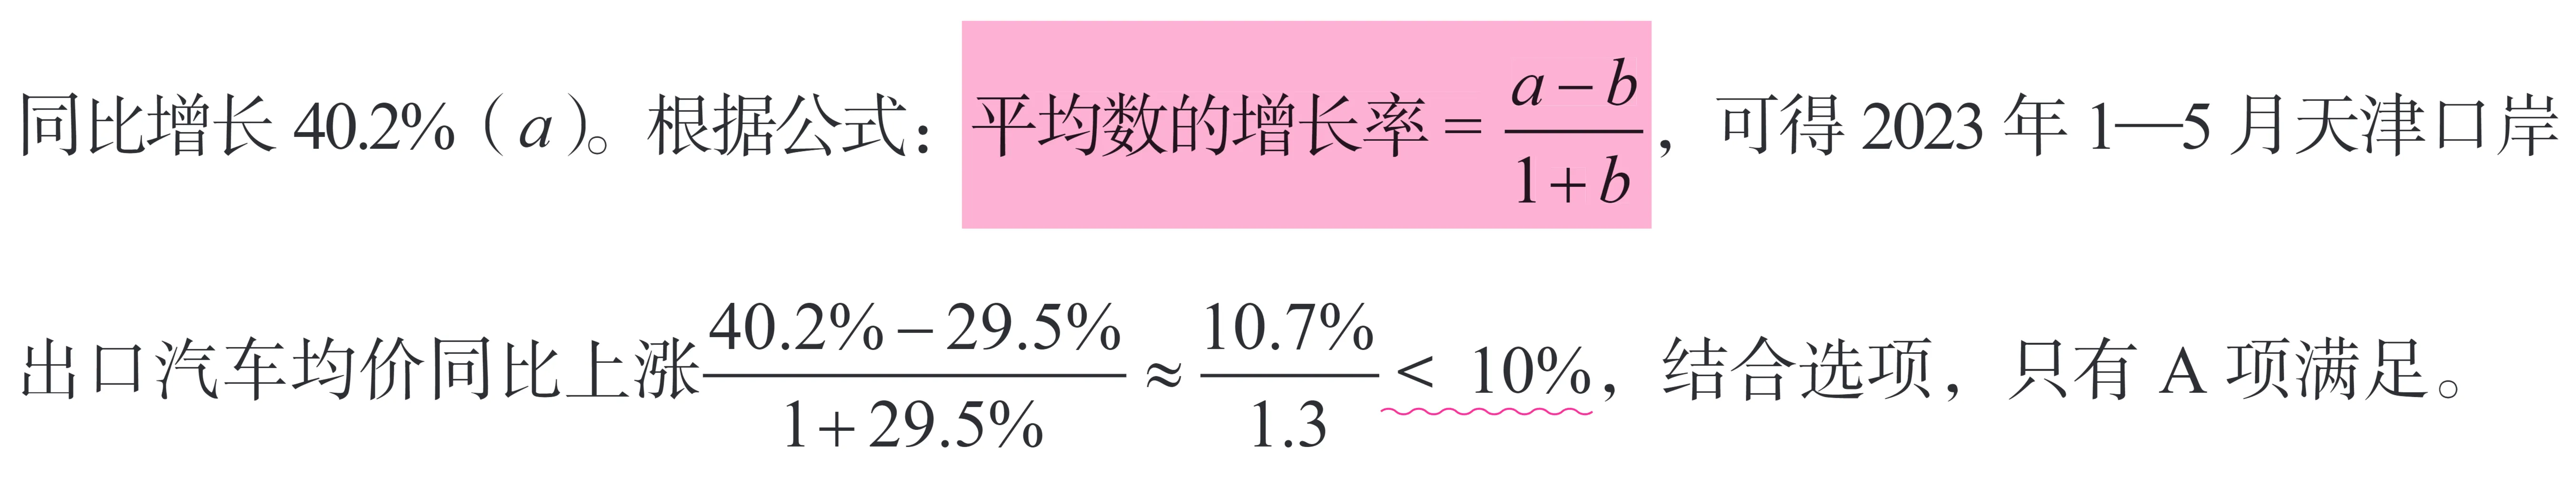 同比增长 40.2%（a）。根据公式：平均数的增长率 = \frac{a-b}{1+b}，可得 2023 年 1—5 月天津口岸
出口汽车均价同比上涨 \frac{40.2\%-29.5\%}{1+29.5\%} ≈ \frac{10.7\%}{1.3} < 10%，结合选项，只有 A 项满足。